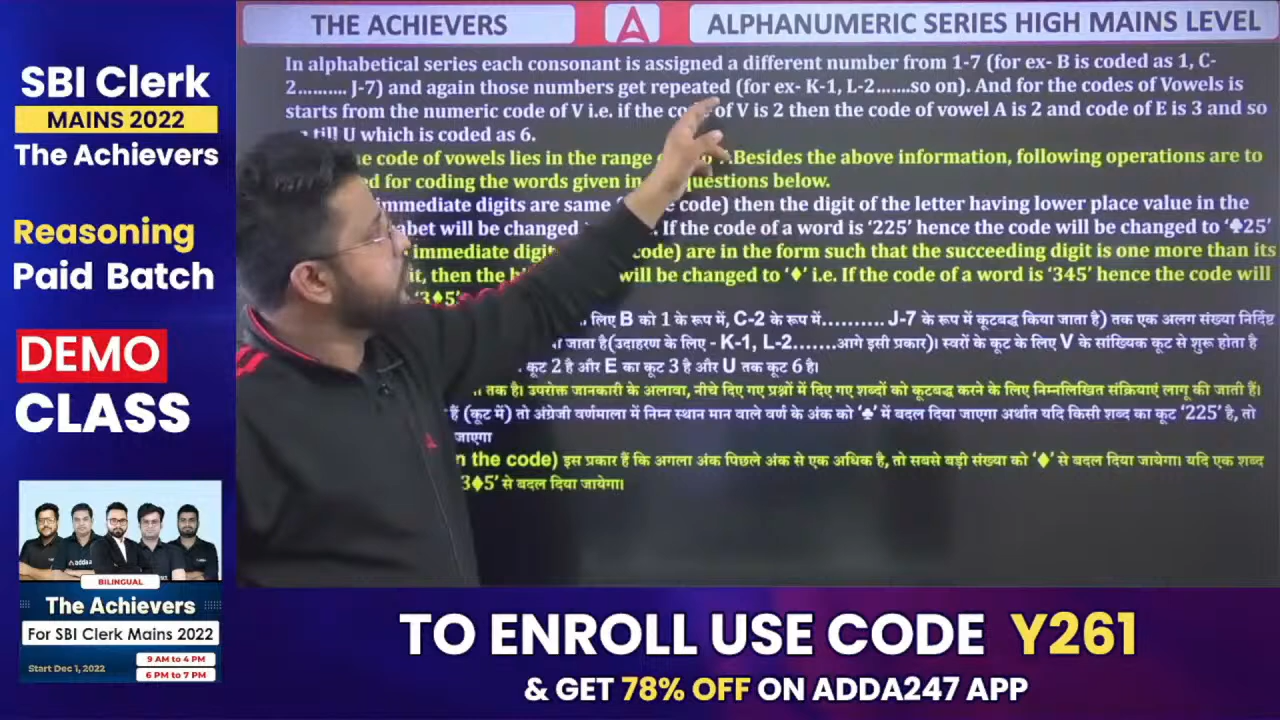 SBI Clerk
MAINS 2022
The Achievers
Reasoning
Paid Batch
DEMO
CLASS
BILINGUAL
The Achievers
For SBI Clerk Mains 2022
Start Dec 1, 2022
9 AM to 4 PM
6 PM to 7 PM
THE ACHIEVERS
A
ALPHANUMERIC SERIES HIGH MAINS LEVEL
In alphabetical series each consonant is assigned a different number from 1-7 (for ex- B is coded as 1, C-
2.......... J-7) and again those numbers get repeated (for ex- K-1, L-2.......so on). And for the codes of Vowels is
starts from the numeric code of V i.e. if the of V is 2 then the code of vowel A is 2 and code of E is 3 and so
till U which is coded as 6.
code of vowels lies in the range Besides the above information, following operations are to
for coding the words given in questions below.
immediate digits are same code) then the digit of the letter having lower place value in the
will be changed If the code of a word is ‘225’ hence the code will be changed to ‘♣25’
immediate code) are in the form such that the succeeding digit is one more than its
then the will be changed to ‘♦’ i.e. If the code of a word is ‘345’ hence the code will
‘3♦5’
लिए B को 1 के रूप में, C-2 के रूप में.......... J-7 के रूप में कूटबद्ध किया जाता है) तक एक अलग संख्या निर्दिष्ट
जाता है(उदाहरण के लिए - K-1, L-2.......आगे इसी प्रकार)। स्वरों के कूट के लिए V के सांख्यिक कूट से शुरू होता है
कूट 2 है और E का कूट 3 है और U तक कूट 6 है।
तक है। उपरोक्त जानकारी के अलावा, नीचे दिए गए प्रश्नों में दिए गए शब्दों को कूटबद्ध करने के लिए निम्नलिखित संक्रियाएं लागू की जाती हैं।
हैं (कूट में) तो अंग्रेजी वर्णमाला में निम्न स्थान मान वाले वर्ण के अंक को ‘♣’ में बदल दिया जाएगा अर्थात यदि किसी शब्द का कूट ‘225’ है, तो
जाएगा
the code) इस प्रकार हैं कि अगला अंक पिछले अंक से एक अधिक है, तो सबसे बड़ी संख्या को ‘♦’ से बदल दिया जायेगा। यदि एक शब्द
3♦5’ से बदल दिया जायेगा।
TO ENROLL USE CODE Y261
& GET 78% OFF ON ADDA247 APP